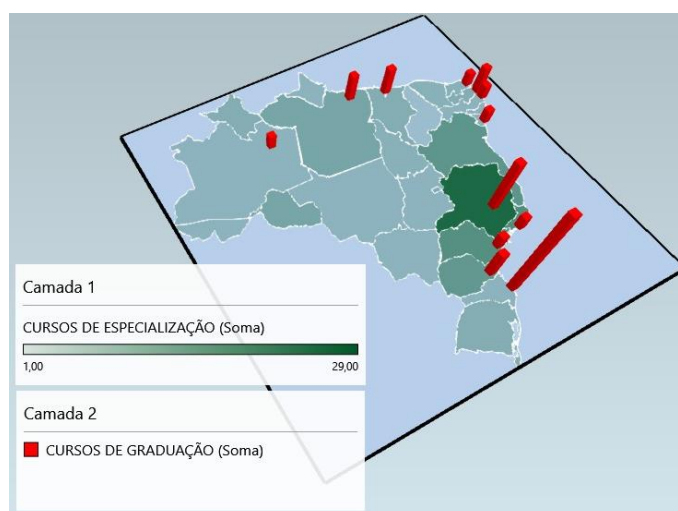 Camada 1
CURSOS DE ESPECIALIZAÇÃO (Soma)
1,00 29,00
Camada 2
CURSOS DE GRADUAÇÃO (Soma)